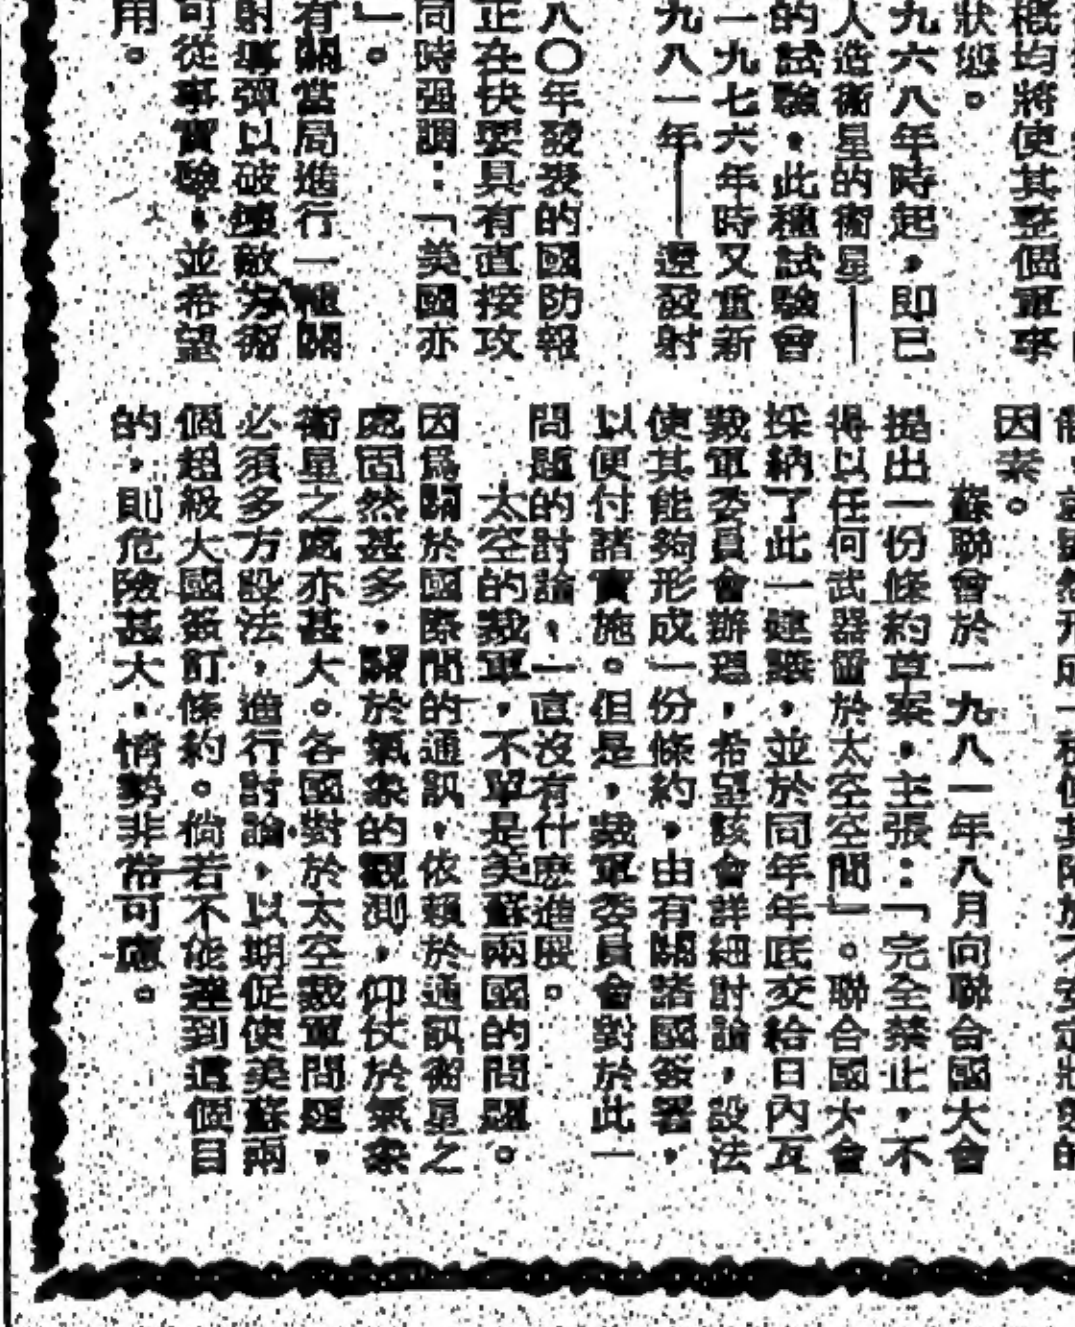 概均將使其整個軍事
狀態。
九六八年時起,即已
人造衛星的衛星——
的試驗,此種試驗會
一九七六年時又重新
九八一年——還發射
八〇年發表的國防報
正在快要具有直接攻
同時强調:「美國亦
」。
有關當局進行一種關
射導彈以破壞敵方衛
可從事實驗,並希望
用。
因素。
蘇聯曾於一九八一年八月向聯合國大會
提出一份條約草案,主張:「完全禁止,不
得以任何武器置於太空空間」。聯合國大會
採納了此一建議,並於同年年底交給日內瓦
裁軍委員會辦理,希望該會詳細討論,設法
使其能夠形成一份條約,由有關諸國簽署,
以便付諸實施。但是,裁軍委員會對於此一
問題的討論,一直沒有什麽進展。
太空的裁軍,不單是美蘇兩國的問題。
因爲關於國際間的通訊,依賴於通訊衛星之
處固然甚多,關於氣象的觀測,仰仗於氣象
衛星之處亦甚大。各國對於太空裁軍問題,
必須多方設法,進行討論,以期促使美蘇兩
個超級大國簽訂條約。倘若不能達到這個目
的,則危險甚大,情勢非常可慮。